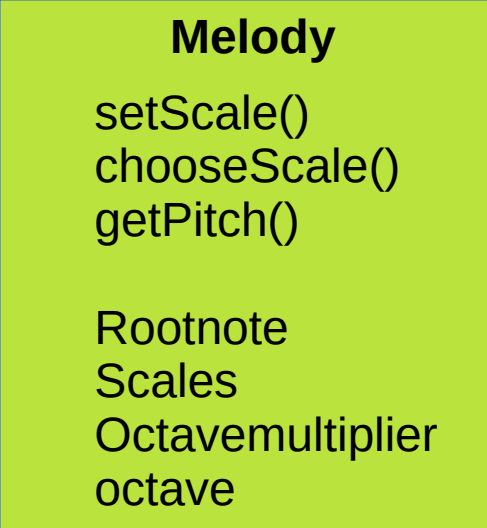 Melody
setScale()
chooseScale()
getPitch()
Rootnote
Scales
Octavemultiplier
octave